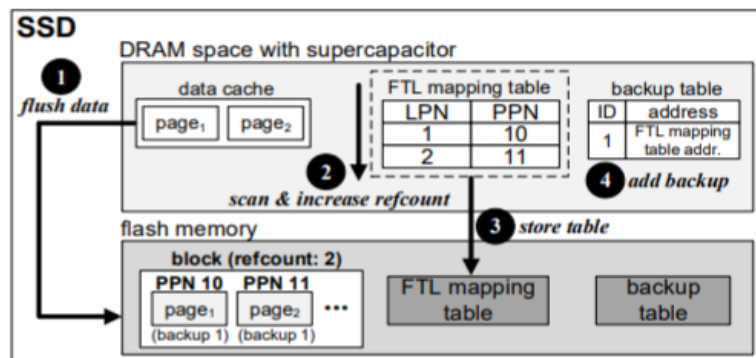 SSD
DRAM space with supercapacitor
1
flush data
data cache
page₁ page₂
2
scan & increase refcount
FTL mapping table
LPN PPN
1 10
2 11
backup table
ID address
1 FTL mapping
table addr.
4 add backup
3 store table
flash memory
block (refcount: 2)
PPN 10 PPN 11
page₁ page₂ •••
(backup 1) (backup 1)
FTL mapping
table
backup
table